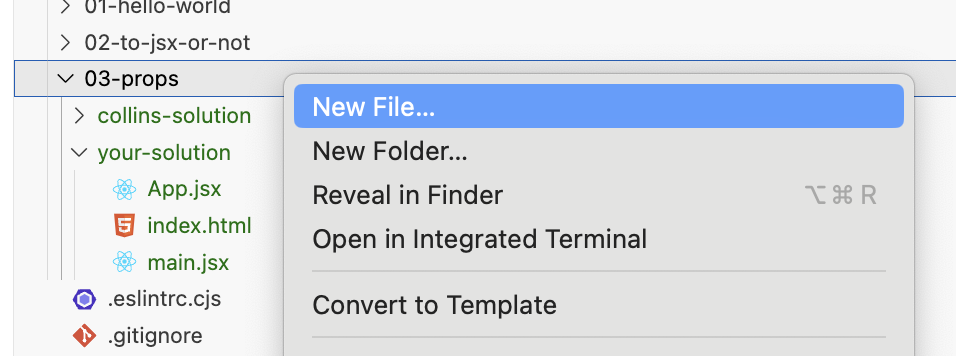 01-hello-world
02-to-jsx-or-not
03-props
New File...
collins-solution
New Folder...
your-solution
App.jsx
Reveal in Finder ⌥⌘R
index.html
Open in Integrated Terminal
main.jsx
.eslintrc.cjs
Convert to Template
.gitignore